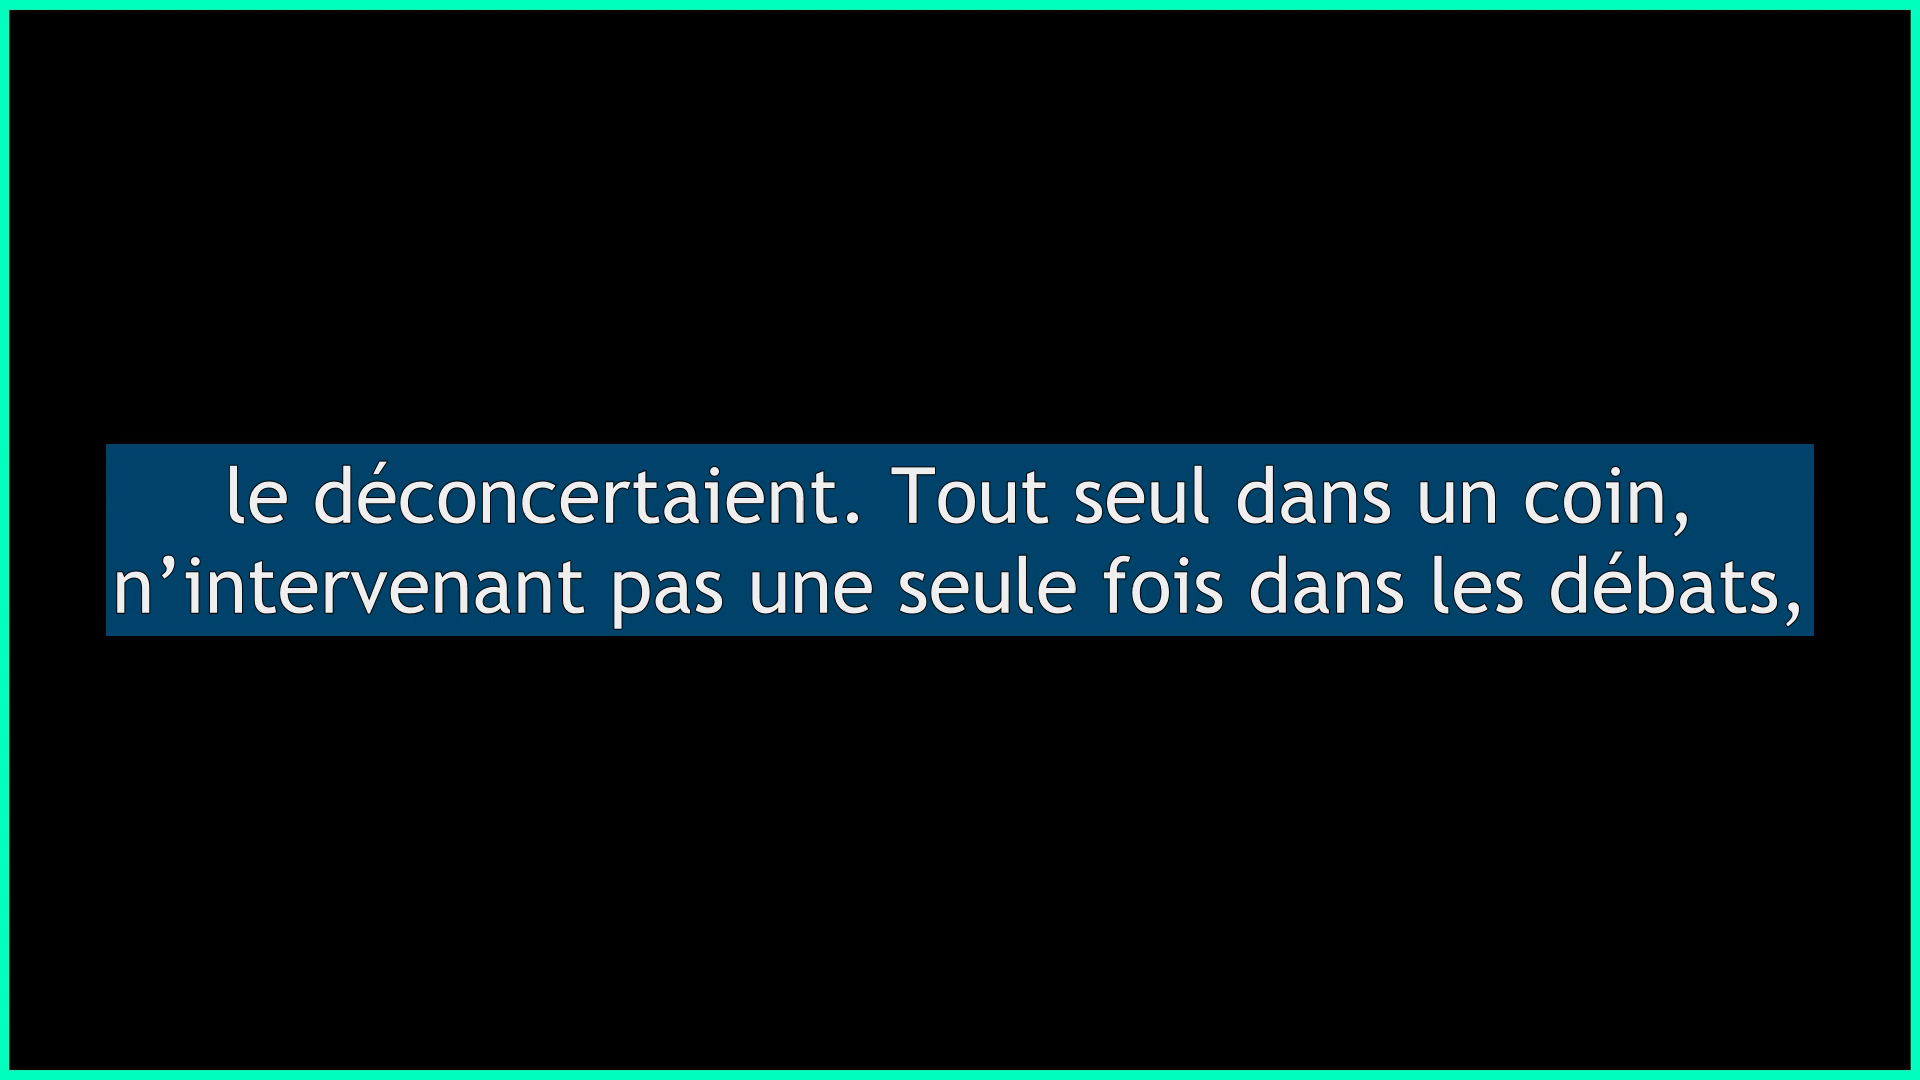 le déconcertaient. Tout seul dans un coin,
n’intervenant pas une seule fois dans les débats,